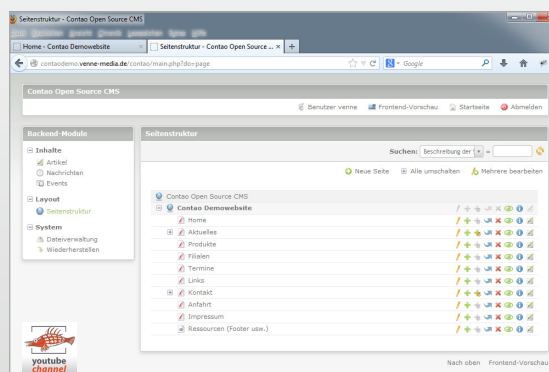 Seitenstruktur - Contao Open Source CMS
Home - Contao Demowebsite
Seitenstruktur - Contao Open Source ...
contaodemo.venne-media.de/contao/main.php?do=page
Google
Contao Open Source CMS
Benutzer venne Frontend-Vorschau Startseite Abmelden
Backend-Module
Seitenstruktur
Inhalte
Artikel
Nachrichten
Events
Layout
Seitenstruktur
System
Dateiverwaltung
Wiederherstellen
Suchen: Beschreibung der =
Neue Seite Alle umschalten Mehrere bearbeiten
Contao Open Source CMS
Contao Demowebsite
Home
Aktuelles
Produkte
Filialen
Termine
Links
Kontakt
Anfahrt
Impressum
Ressourcen (Footer usw.)
youtube
channel
Nach oben Frontend-Vorschau